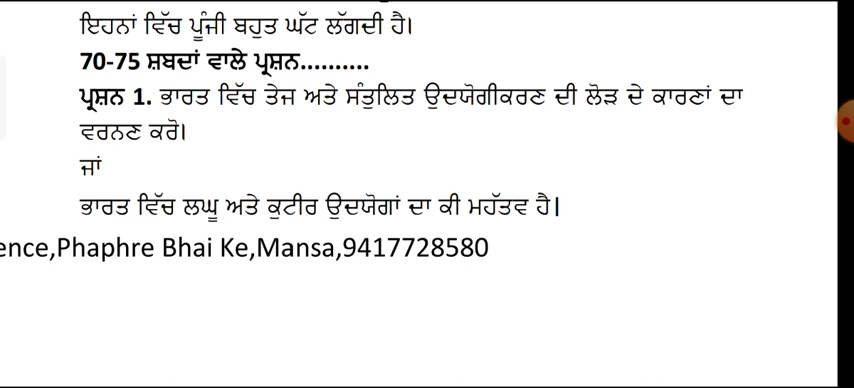 ਇਹਨਾਂ ਵਿੱਚ ਪੂੰਜੀ ਬਹੁਤ ਘੱਟ ਲੱਗਦੀ ਹੈ।
70-75 ਸ਼ਬਦਾਂ ਵਾਲੇ ਪ੍ਰਸ਼ਨ..........
ਪ੍ਰਸ਼ਨ 1. ਭਾਰਤ ਵਿੱਚ ਤੇਜ ਅਤੇ ਸੰਤੁਲਿਤ ਉਦਯੋਗੀਕਰਣ ਦੀ ਲੋੜ ਦੇ ਕਾਰਣਾਂ ਦਾ
ਵਰਨਣ ਕਰੋ।
ਜਾਂ
ਭਾਰਤ ਵਿੱਚ ਲਘੂ ਅਤੇ ਕੁਟੀਰ ਉਦਯੋਗਾਂ ਦਾ ਕੀ ਮਹੱਤਵ ਹੈ|
ence,Phaphre Bhai Ke,Mansa,9417728580